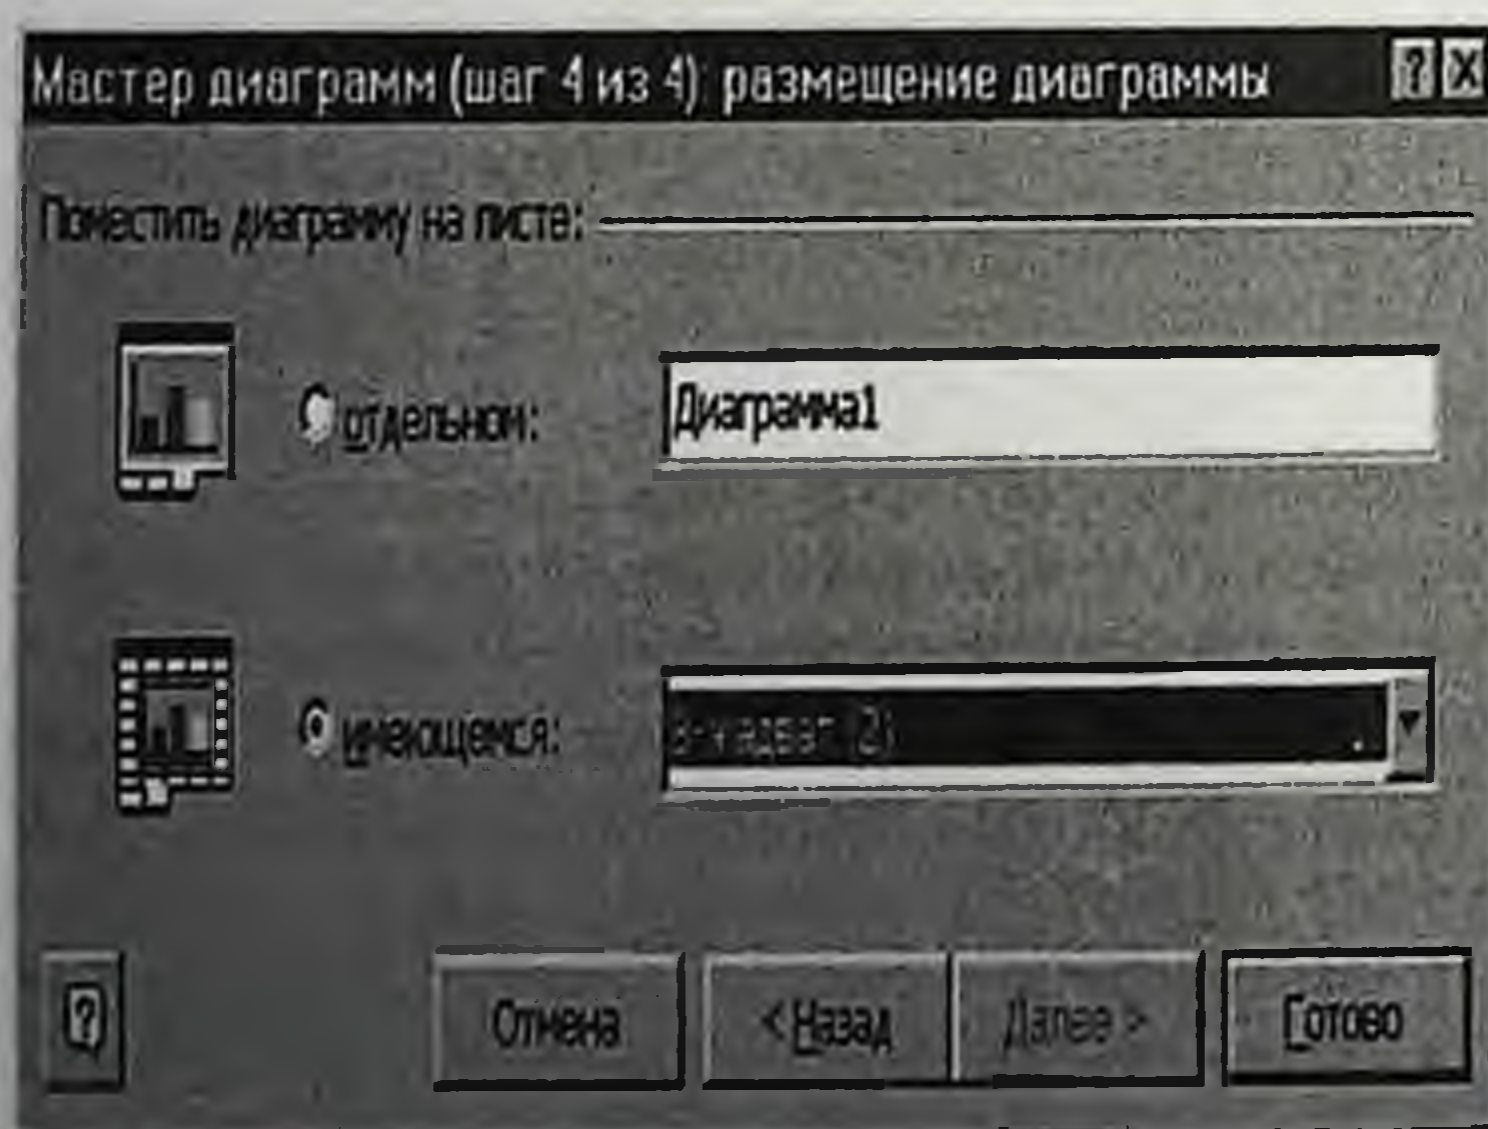 Мастер диаграмм (шаг 4 из 4): размещение диаграммы ? X
Поместить диаграмму на листе:
отдельном: Диаграмма1
имеющемся: (2)
? Отмена < Назад Далее > Готово